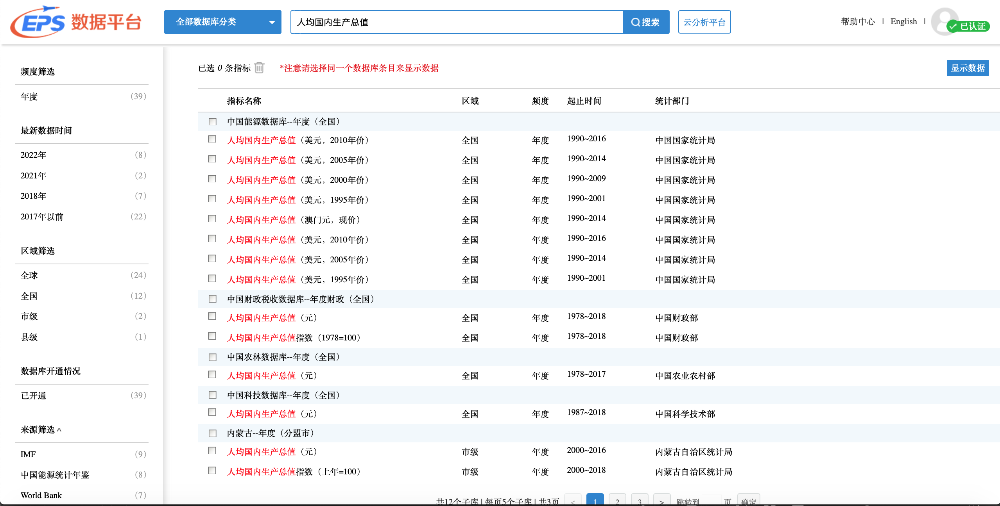 EPS 数据平台
全部数据库分类
人均国内生产总值
搜索
云分析平台
帮助中心 | English |
已认证
频度筛选
年度 (39)
最新数据时间
2022年 (8)
2021年 (2)
2018年 (7)
2017年以前 (22)
区域筛选
全球 (24)
全国 (12)
市级 (2)
县级 (1)
数据库开通情况
已开通 (39)
来源筛选 ^
IMF (9)
中国能源统计年鉴 (8)
World Bank (7)
已选 0 条指标
*注意请选择同一个数据库条目来显示数据
显示数据
指标名称 区域 频度 起止时间 统计部门
中国能源数据库--年度（全国）
人均国内生产总值（美元，2010年价） 全国 年度 1990~2016 中国国家统计局
人均国内生产总值（美元，2005年价） 全国 年度 1990~2014 中国国家统计局
人均国内生产总值（美元，2000年价） 全国 年度 1990~2009 中国国家统计局
人均国内生产总值（美元，1995年价） 全国 年度 1990~2001 中国国家统计局
人均国内生产总值（澳门元，现价） 全国 年度 1990~2014 中国国家统计局
人均国内生产总值（美元，2010年价） 全国 年度 1990~2016 中国国家统计局
人均国内生产总值（美元，2005年价） 全国 年度 1990~2014 中国国家统计局
人均国内生产总值（美元，1995年价） 全国 年度 1990~2001 中国国家统计局
中国财政税收数据库--年度财政（全国）
人均国内生产总值（元） 全国 年度 1978~2018 中国财政部
人均国内生产总值指数（1978=100） 全国 年度 1978~2018 中国财政部
中国农林数据库--年度（全国）
人均国内生产总值（元） 全国 年度 1978~2017 中国农业农村部
中国科技数据库--年度（全国）
人均国内生产总值（元） 全国 年度 1987~2018 中国科学技术部
内蒙古--年度（分盟市）
人均国内生产总值（元） 市级 年度 2000~2016 内蒙古自治区统计局
人均国内生产总值指数（上年=100） 市级 年度 2000~2018 内蒙古自治区统计局
共12个子库 | 每页5个子库 | 共3页 < 1 2 3 > 跳转到 页 确定